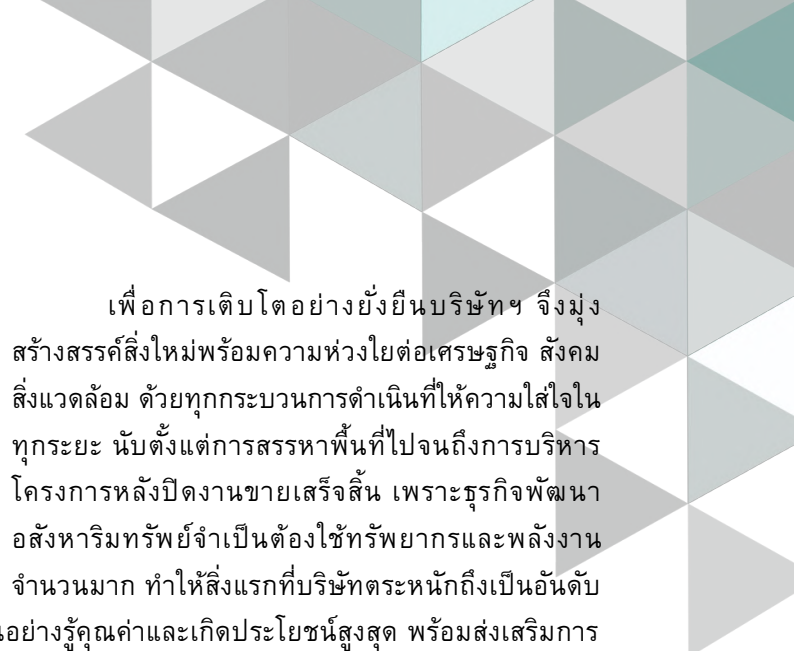 เพื่อการเติบโตอย่างยั่งยืนบริษัทฯ จึงมุ่ง
สร้างสรรค์สิ่งใหม่พร้อมความห่วงใยต่อเศรษฐกิจ สังคม
สิ่งแวดล้อม ด้วยทุกกระบวนการดำเนินที่ให้ความใส่ใจใน
ทุกระยะ นับตั้งแต่การสรรหาพื้นที่ไปจนถึงการบริหาร
โครงการหลังปิดงานขายเสร็จสิ้น เพราะธุรกิจพัฒนา
อสังหาริมทรัพย์จำเป็นต้องใช้ทรัพยากรและพลังงาน
จำนวนมาก ทำให้สิ่งแรกที่บริษัทตระหนักถึงเป็นอันดับ
อย่างรู้คุณค่าและเกิดประโยชน์สูงสุด พร้อมส่งเสริมการ